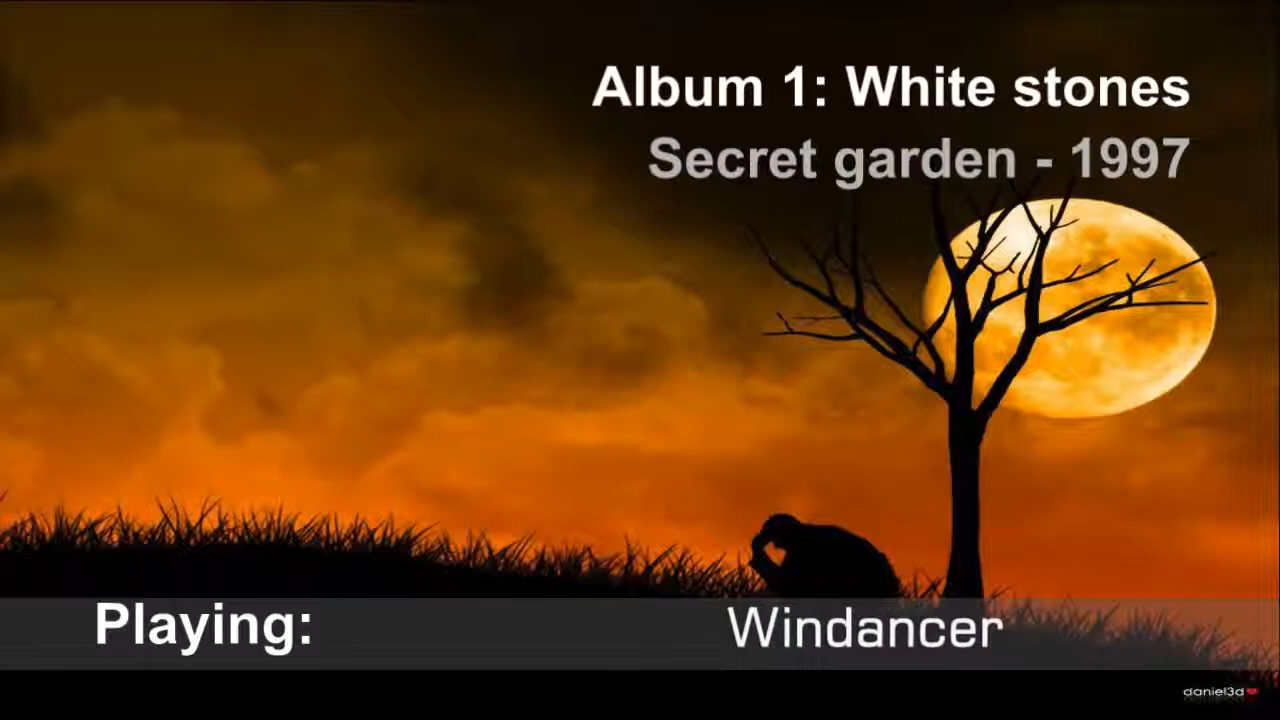 Album 1: White stones
Secret garden - 1997
Playing:
Windancer
daniel3d